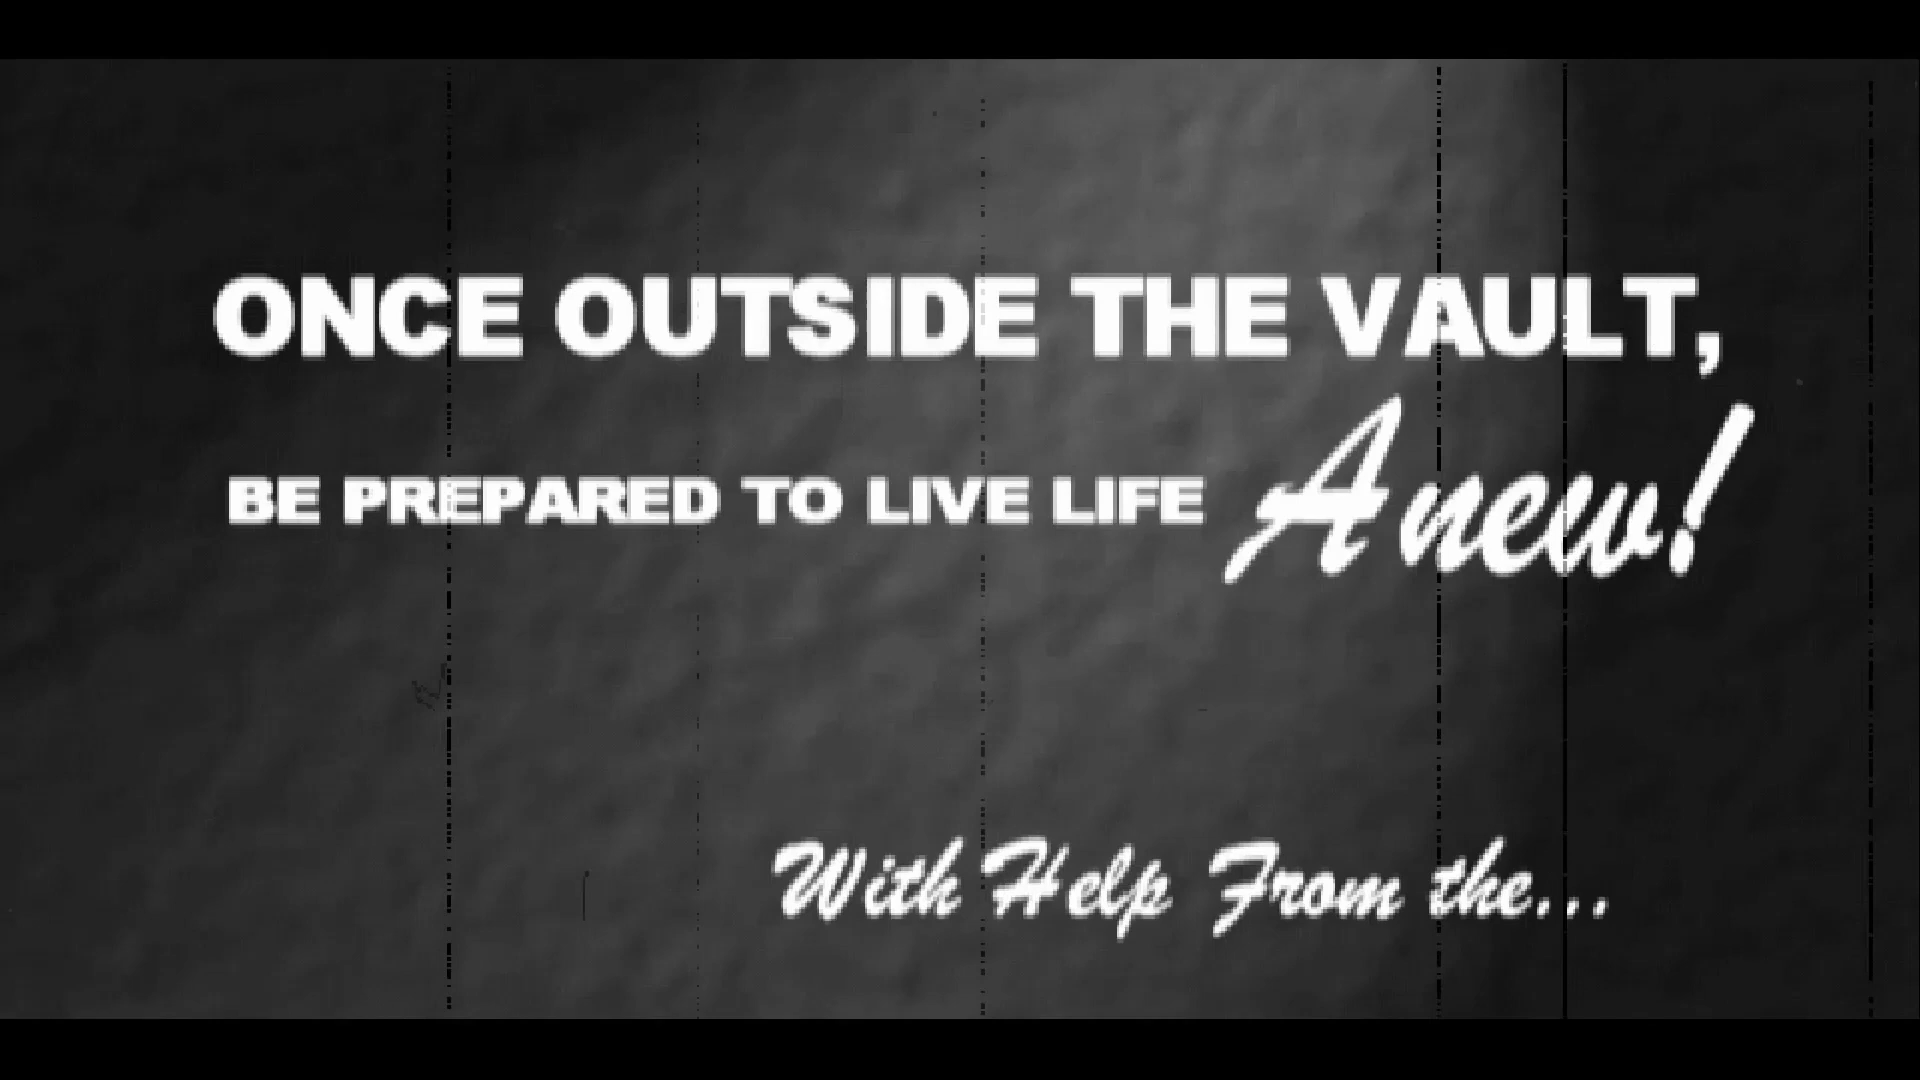 ONCE OUTSIDE THE VAULT,
BE PREPARED TO LIVE LIFE Anew!
With Help From the...